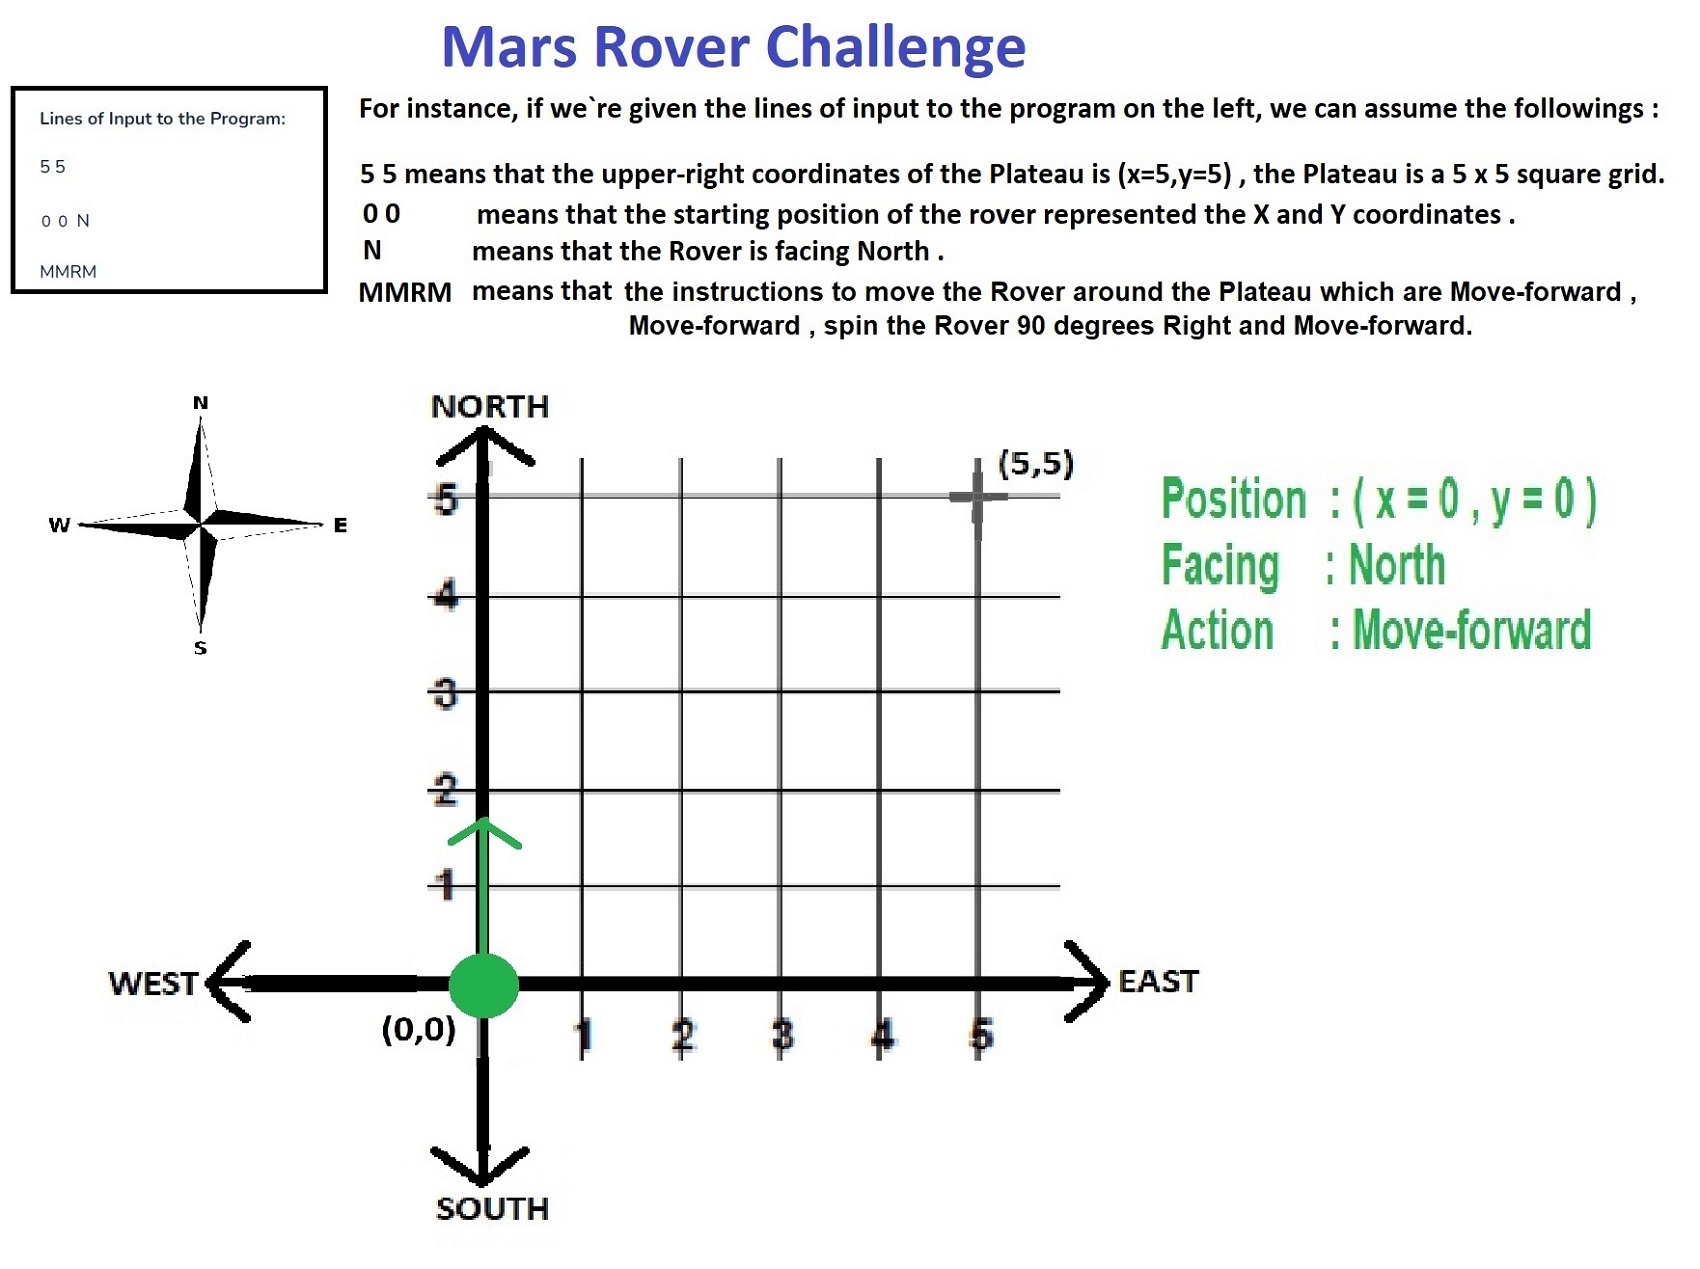 Mars Rover Challenge
Lines of Input to the Program:
5 5
0 0 N
MMRM
For instance, if we`re given the lines of input to the program on the left, we can assume the followings :
5 5 means that the upper-right coordinates of the Plateau is (x=5,y=5) , the Plateau is a 5 x 5 square grid.
0 0 means that the starting position of the rover represented the X and Y coordinates .
N means that the Rover is facing North .
MMRM means that the instructions to move the Rover around the Plateau which are Move-forward ,
Move-forward , spin the Rover 90 degrees Right and Move-forward.
N
W E
S
NORTH
(5,5)
5
4
3
2
1
WEST
EAST
(0,0)
1 2 3 4 5
SOUTH
Position : ( x = 0 , y = 0 )
Facing : North
Action : Move-forward